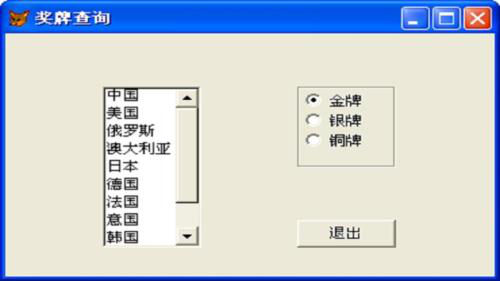 奖牌查询
中国
美国
俄罗斯
澳大利亚
日本
德国
法国
意国
韩国
金牌
银牌
铜牌
退出